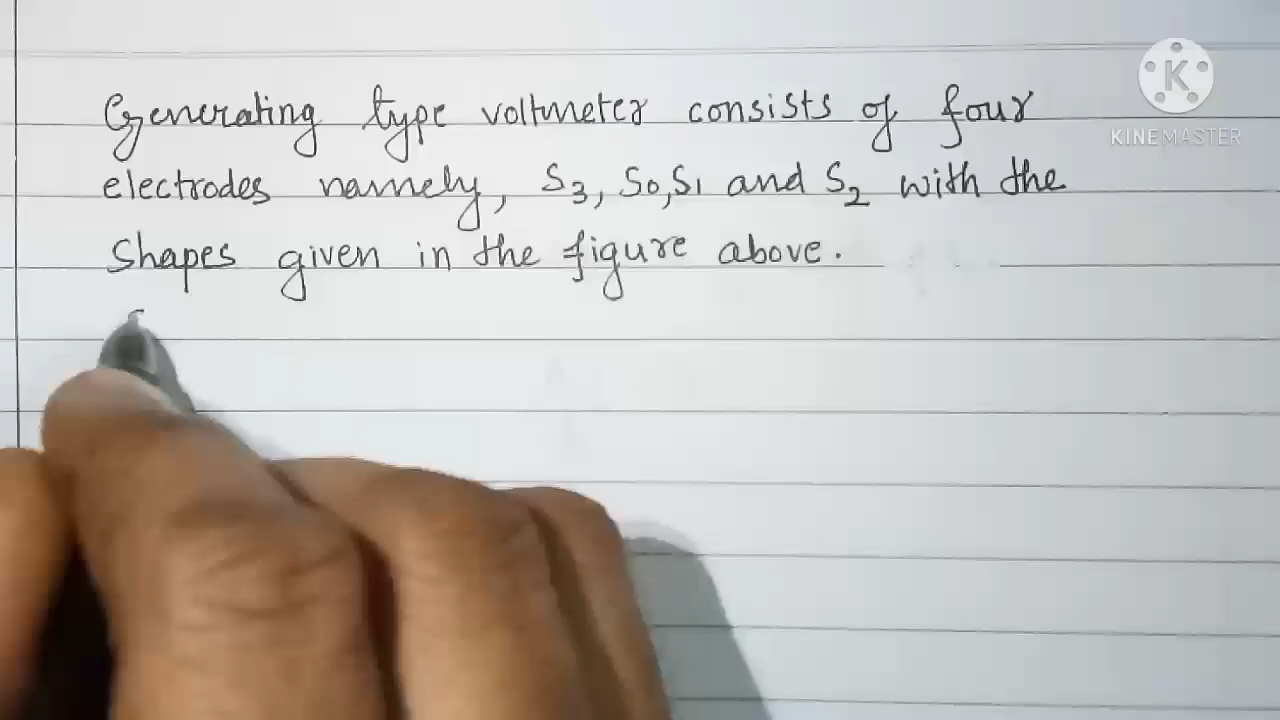 Generating type voltmeter consists of four
electrodes namely, S3, S0, S1 and S2 with the
shapes given in the figure above.
K
KINEMASTER